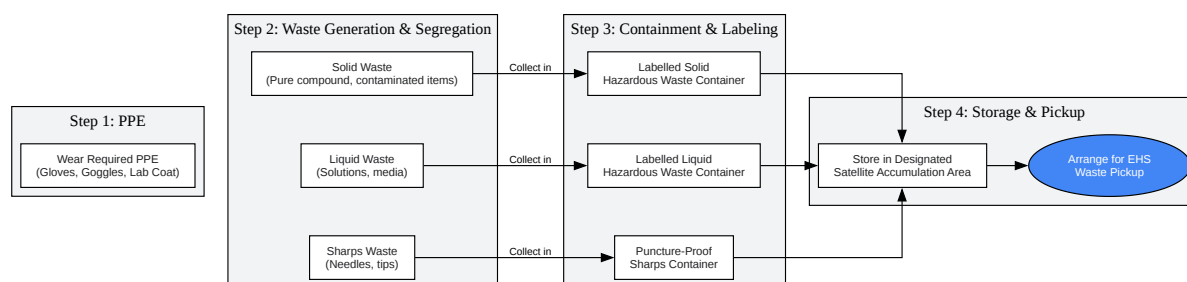 Step 1: PPE
Wear Required PPE
(Gloves, Goggles, Lab Coat)
Step 2: Waste Generation & Segregation
Solid Waste
(Pure compound, contaminated items)
Liquid Waste
(Solutions, media)
Sharps Waste
(Needles, tips)
Collect in
Collect in
Collect in
Step 3: Containment & Labeling
Labelled Solid
Hazardous Waste Container
Labelled Liquid
Hazardous Waste Container
Puncture-Proof
Sharps Container
Step 4: Storage & Pickup
Store in Designated
Satellite Accumulation Area
Arrange for EHS
Waste Pickup